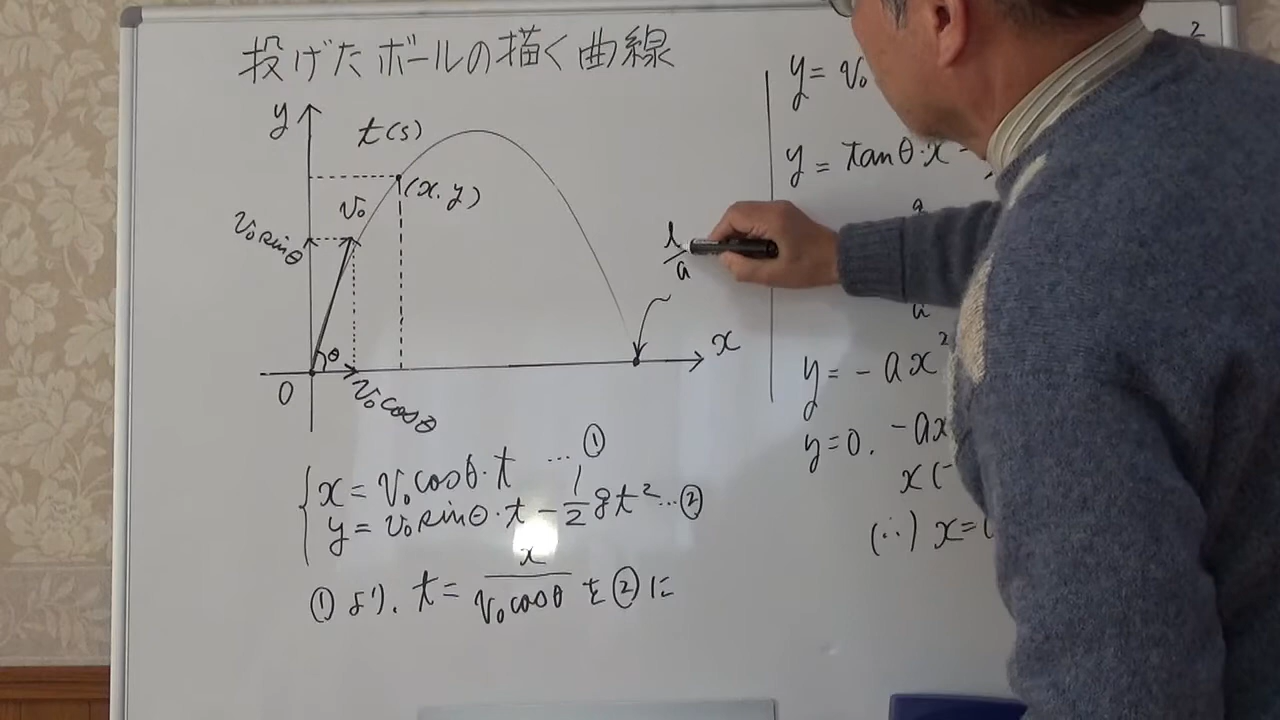 投げたボールの描く曲線
y
t(s)
(x, y)
v₀
v₀sinθ
θ
0
v₀cosθ
x
x = v₀cosθ·t … ①
y = v₀sinθ·t − 1/2 gt² … ②
①より, t = x/(v₀cosθ) を②に
y = v₀
2
y = tanθ·x −
a
y = −ax²
y=0, −ax
x(−
(∴) x=